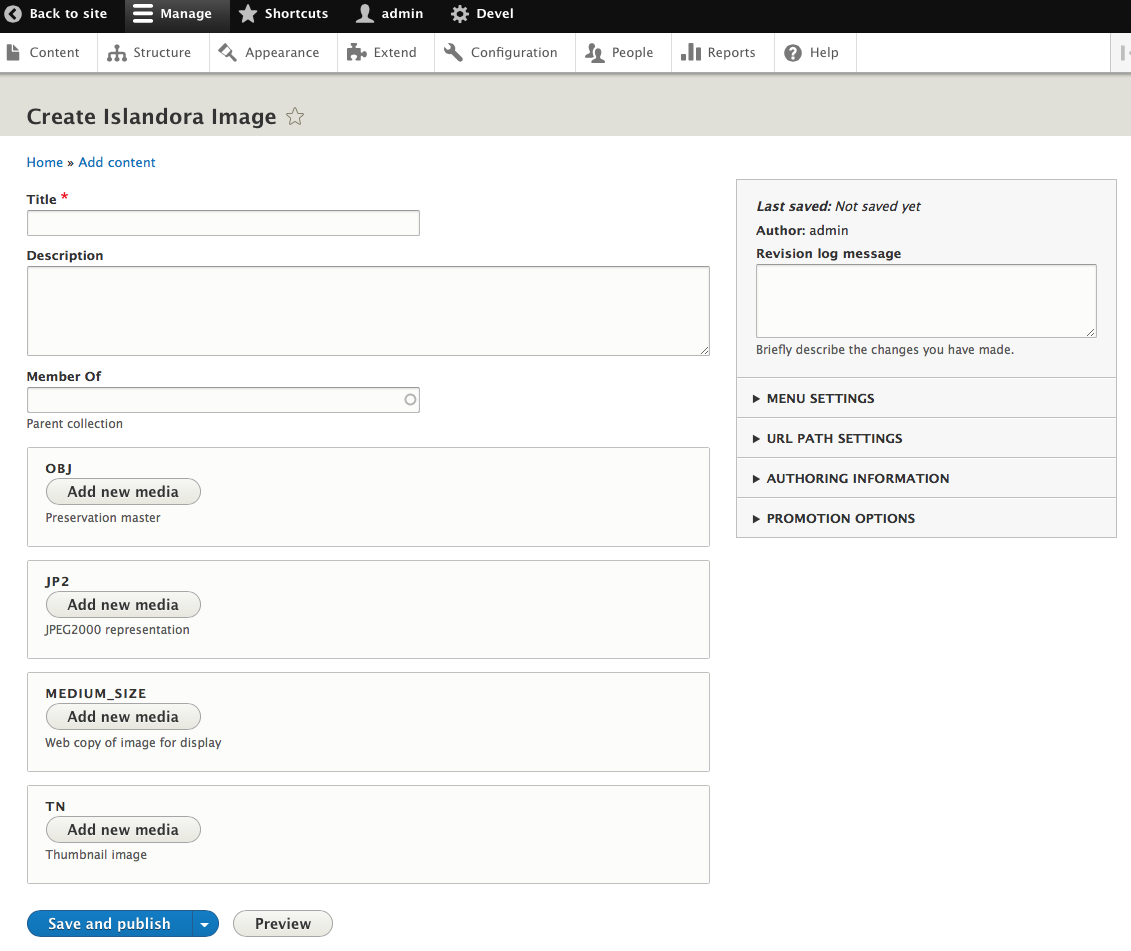 Back to site Manage Shortcuts admin Devel
Content Structure Appearance Extend Configuration People Reports Help
Create Islandora Image
Home » Add content
Title *
Description
Member Of
Parent collection
OBJ
Add new media
Preservation master
JP2
Add new media
JPEG2000 representation
MEDIUM_SIZE
Add new media
Web copy of image for display
TN
Add new media
Thumbnail image
Save and publish Preview
Last saved: Not saved yet
Author: admin
Revision log message
Briefly describe the changes you have made.
MENU SETTINGS
URL PATH SETTINGS
AUTHORING INFORMATION
PROMOTION OPTIONS